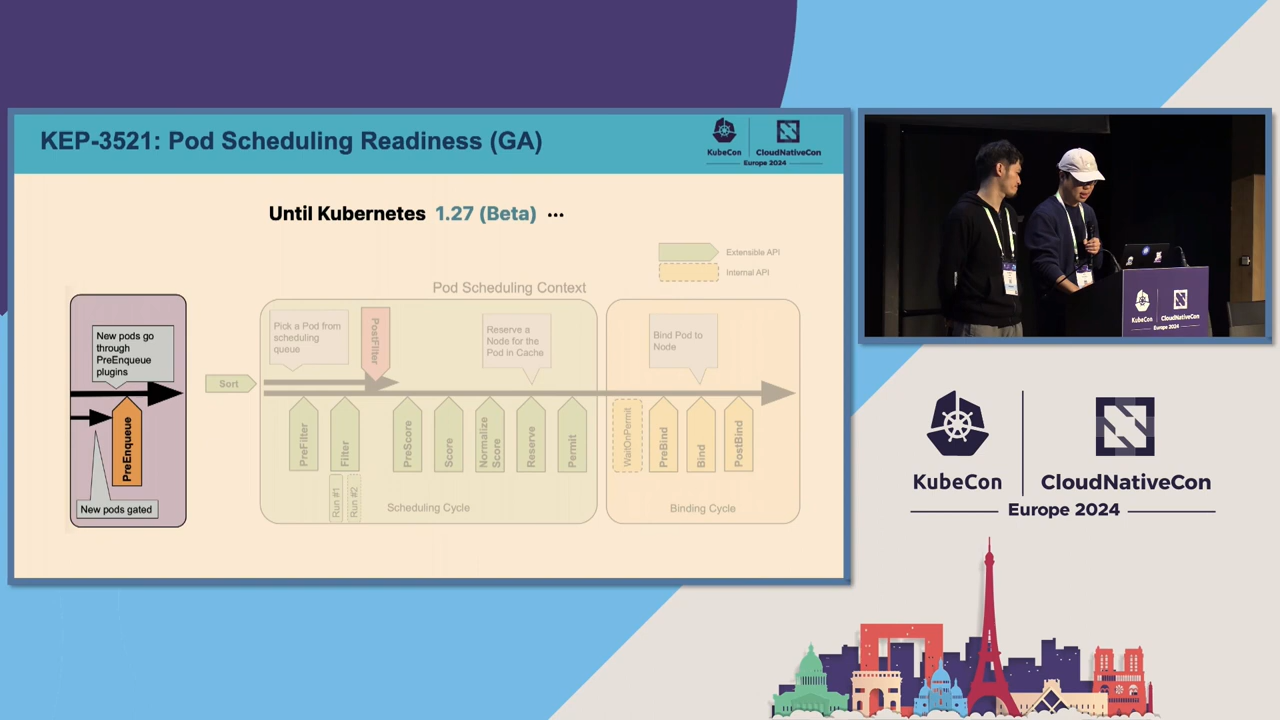 KEP-3521: Pod Scheduling Readiness (GA)
KubeCon
CloudNativeCon
Europe 2024
Until Kubernetes 1.27 (Beta) ...
Extensible API
Internal API
Pod Scheduling Context
New pods go
through
PreEnqueue
plugins
PreEnqueue
New pods gated
Sort
Pick a Pod from
scheduling
queue
PostFilter
Reserve a
Node for the
Pod in Cache
Bind Pod to
Node
PreFilter
Filter
PreScore
Score
Normalize
Score
Reserve
Permit
WaitOnPermit
PreBind
Bind
PostBind
Run #1
Run #2
Scheduling Cycle
Binding Cycle
KubeCon
CloudNativeCon
Europe 2024
KubeCon
CloudNativeCon
Europe 2024